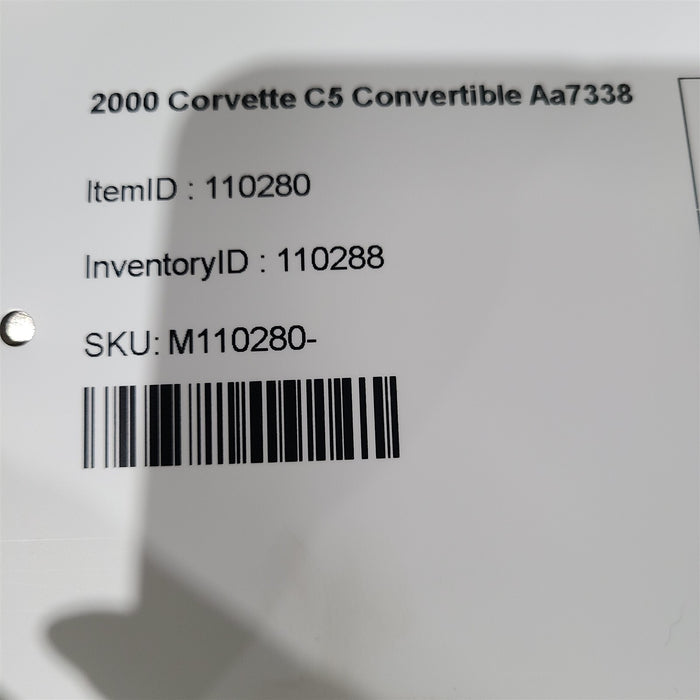 2000 Corvette C5 Convertible Aa7338
ItemID : 110280
InventoryID : 110288
SKU: M110280-